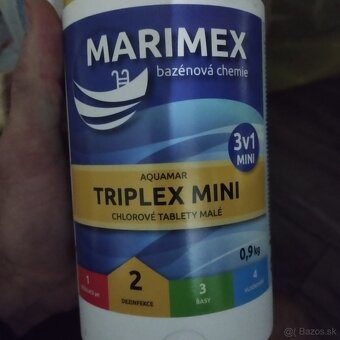 MARIMEX
bazénová chemie
3v1
MINI
AQUAMAR
TRIPLEX MINI
CHLOROVÉ TABLETY MALÉ
0,9 kg
1
2
DEZINFEKCE
3
ŘASY
4
Bazos.sk